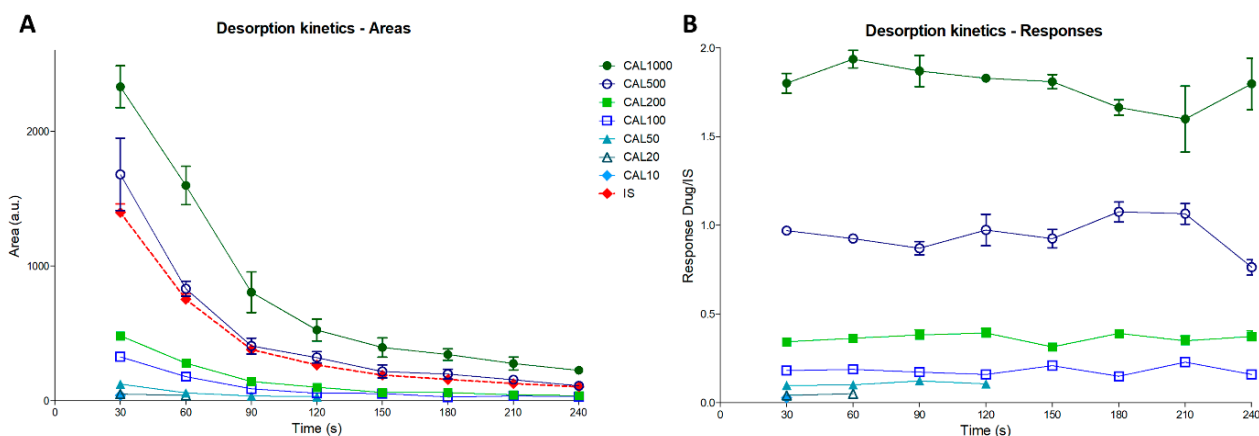 A
Desorption kinetics - Areas
2000
1000
0
Area (a.u.)
0 30 60 90 120 150 180 210 240
Time (s)
CAL1000
CAL500
CAL200
CAL100
CAL50
CAL20
CAL10
IS
B
Desorption kinetics - Responses
2.0
1.5
1.0
0.5
0.0
Response Drug/IS
0 30 60 90 120 150 180 210 240
Time (s)